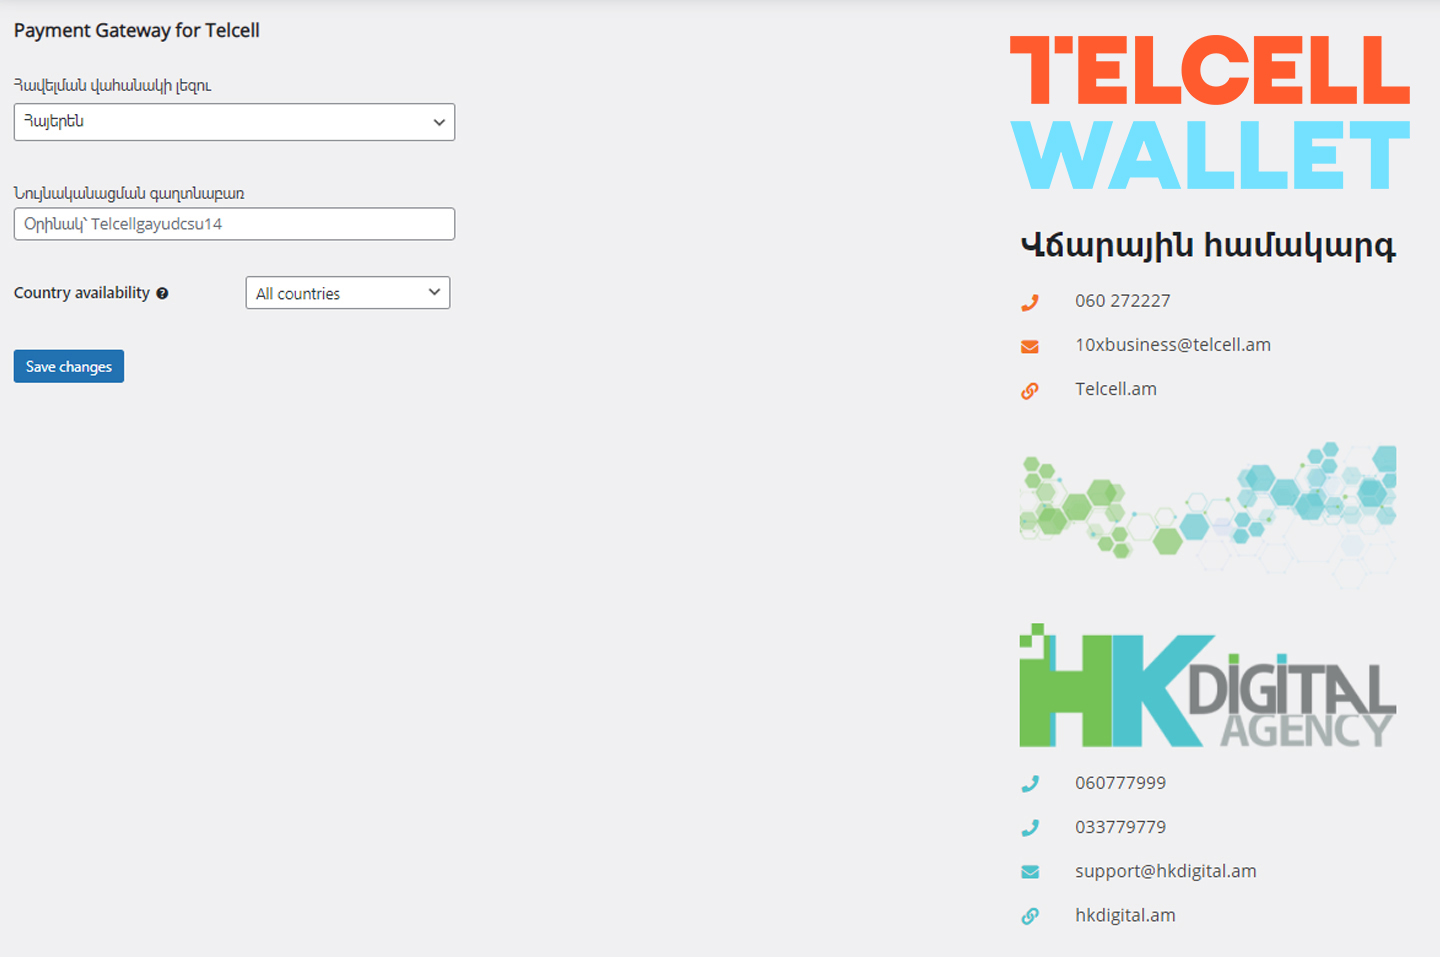 Payment Gateway for Telcell
Հավելման վահանակի լեզու
Հայերեն
Նույնականացման գաղտնաբառ
Օրինակ՝ Telcellgayudcsu14
Country availability
All countries
Save changes
TELCELL
WALLET
Վճարային համակարգ
060 272227
10xbusiness@telcell.am
Telcell.am
HK DIGITAL
AGENCY
060777999
033779779
support@hkdigital.am
hkdigital.am